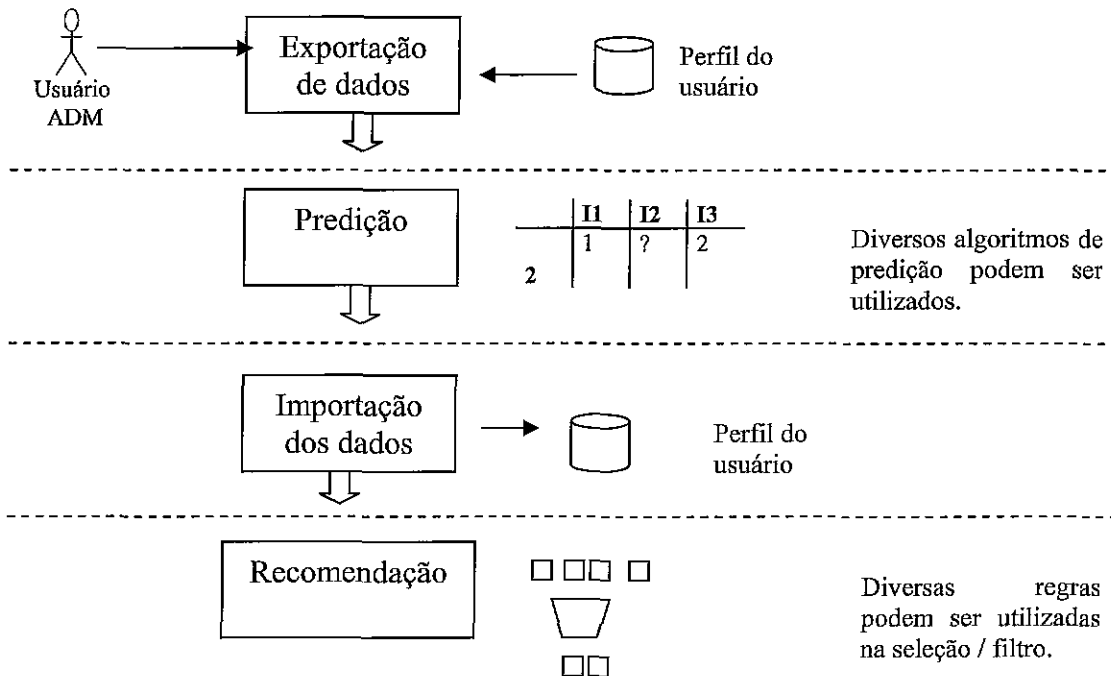 Exportação
de dados
Usuário
ADM
Perfil do
usuário
Predição
I1 I2 I3
1 ? 2
2
Diversos algoritmos de
predição podem ser
utilizados.
Importação
dos dados
Perfil do
usuário
Recomendação
Diversas regras
podem ser utilizadas
na seleção / filtro.